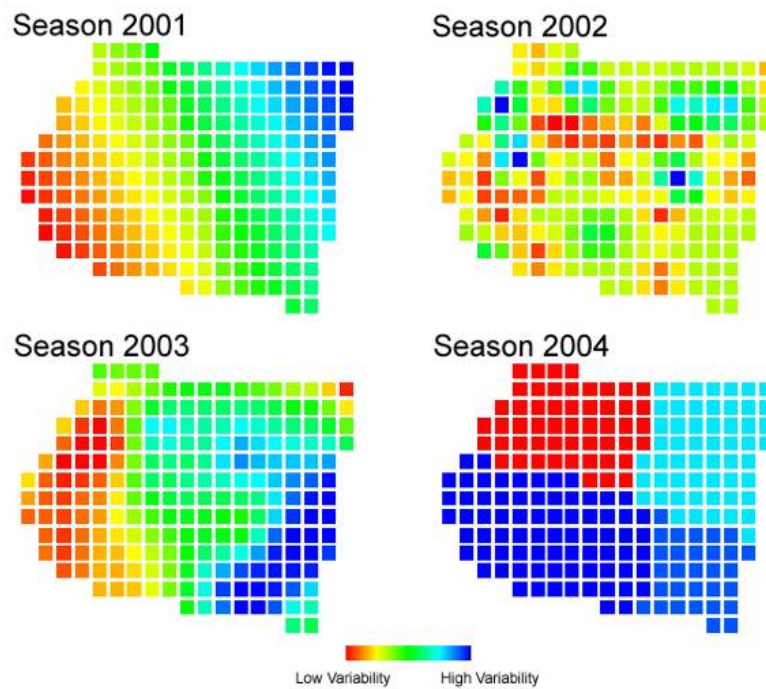 Season 2001
Season 2002
Season 2003
Season 2004
Low Variability
High Variability